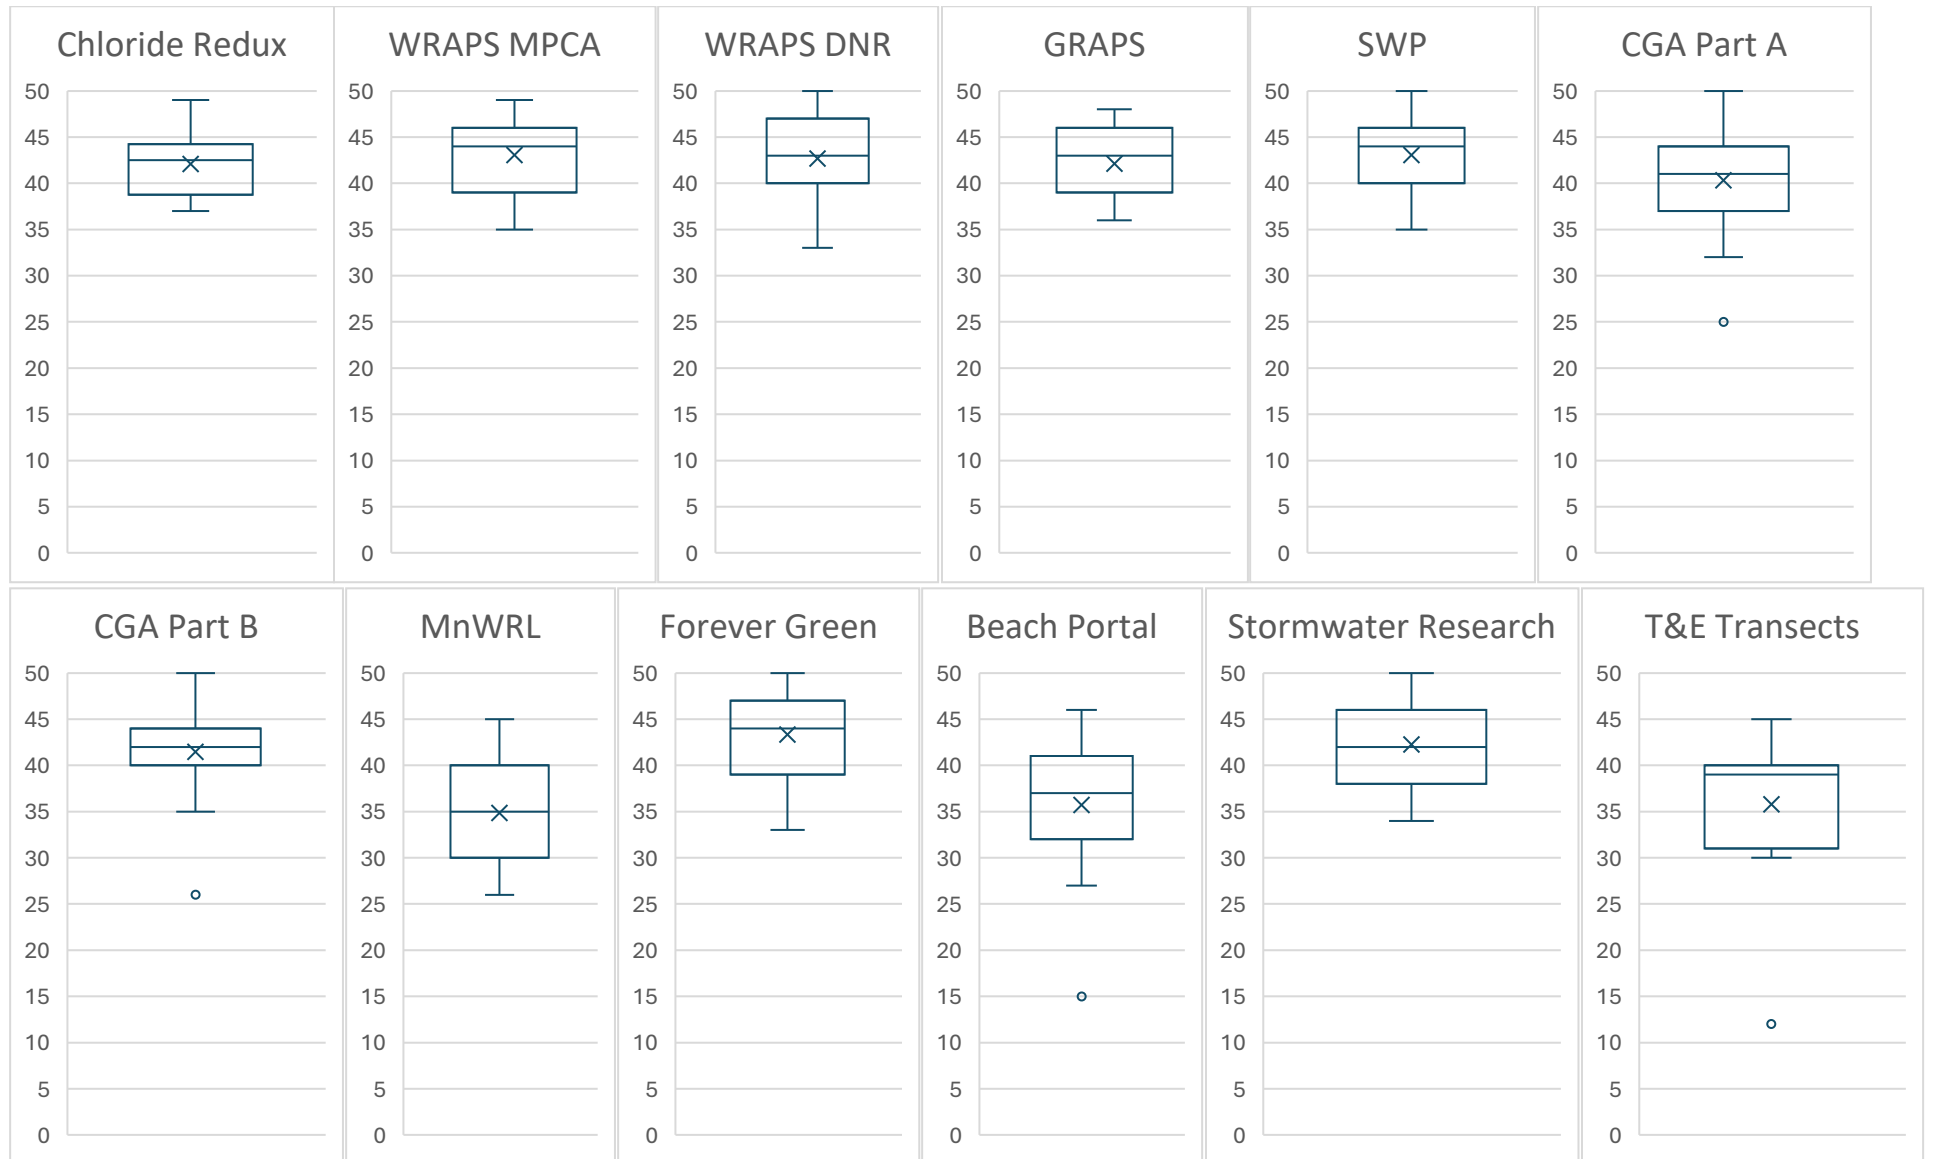 Chloride Redux WRAPS MPCA WRAPS DNR GRAPS SWP CGA Part A
50 50 50 50 50 50
45 45 45 45 45 45
40 40 40 40 40 40
35 35 35 35 35 35
30 30 30 30 30 30
25 25 25 25 25 25
20 20 20 20 20 20
15 15 15 15 15 15
10 10 10 10 10 10
5 5 5 5 5 5
0 0 0 0 0 0
CGA Part B MnWRL Forever Green Beach Portal Stormwater Research T&E Transects
50 50 50 50 50 50
45 45 45 45 45 45
40 40 40 40 40 40
35 35 35 35 35 35
30 30 30 30 30 30
25 25 25 25 25 25
20 20 20 20 20 20
15 15 15 15 15 15
10 10 10 10 10 10
5 5 5 5 5 5
0 0 0 0 0 0